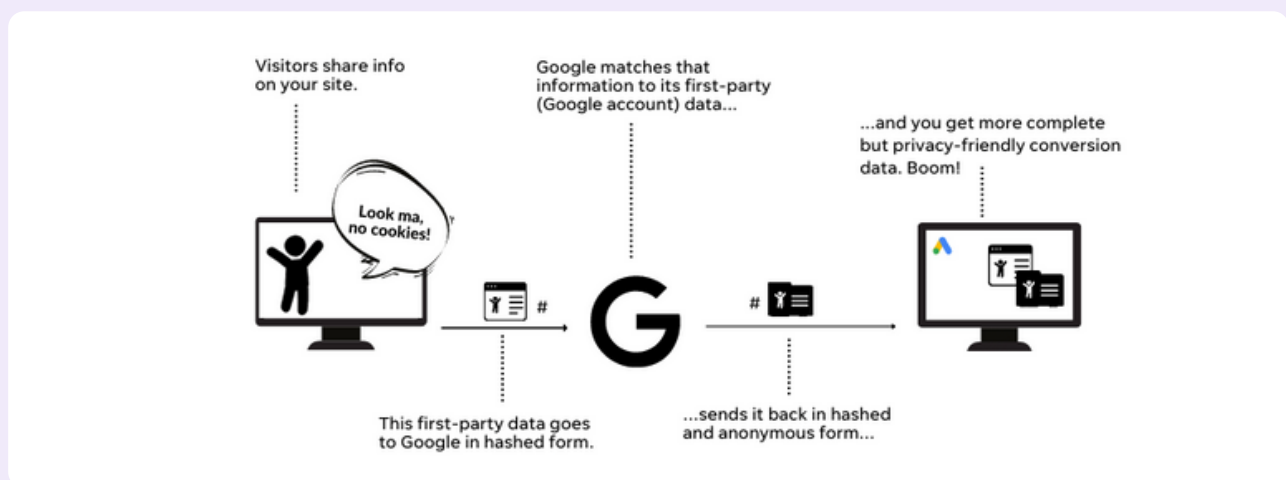 Visitors share info
on your site.
Google matches that
information to its first-party
(Google account) data...
...and you get more complete
but privacy-friendly conversion
data. Boom!
Look ma,
no cookies!
#
#
This first-party data goes
to Google in hashed form.
...sends it back in hashed
and anonymous form...